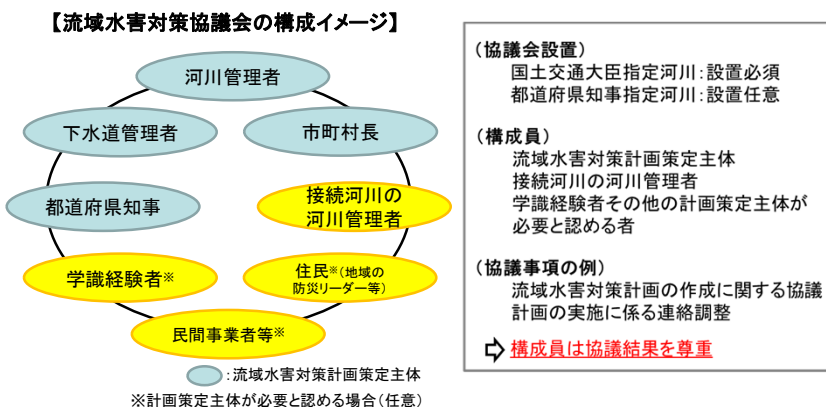 【流域水害対策協議会の構成イメージ】
河川管理者
下水道管理者
市町村長
都道府県知事
接続河川の
河川管理者
学識経験者※
住民※(地域の
防災リーダー等)
民間事業者等※
：流域水害対策計画策定主体
※計画策定主体が必要と認める場合(任意)
（協議会設置）
国土交通大臣指定河川：設置必須
都道府県知事指定河川：設置任意
（構成員）
流域水害対策計画策定主体
接続河川の河川管理者
学識経験者その他の計画策定主体が
必要と認める者
（協議事項の例）
流域水害対策計画の作成に関する協議
計画の実施に係る連絡調整
構成員は協議結果を尊重